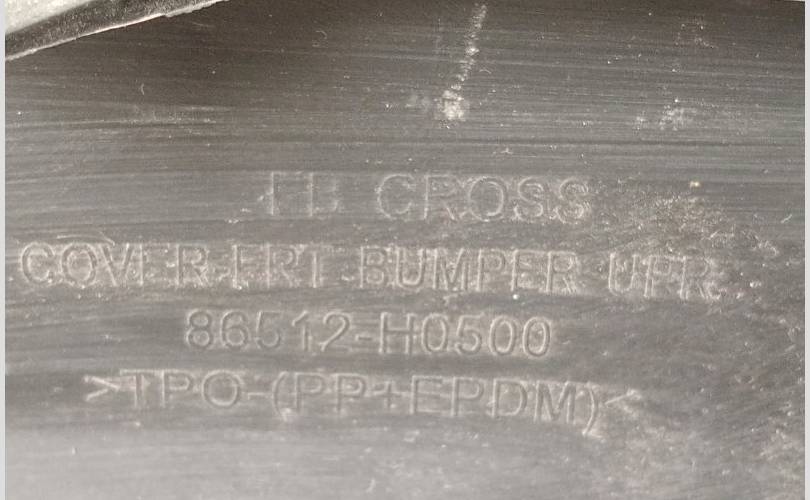 FB CROSS
COVER-FRT BUMPER UPR
86512-H0500
>TPO-(PP+EPDM)<